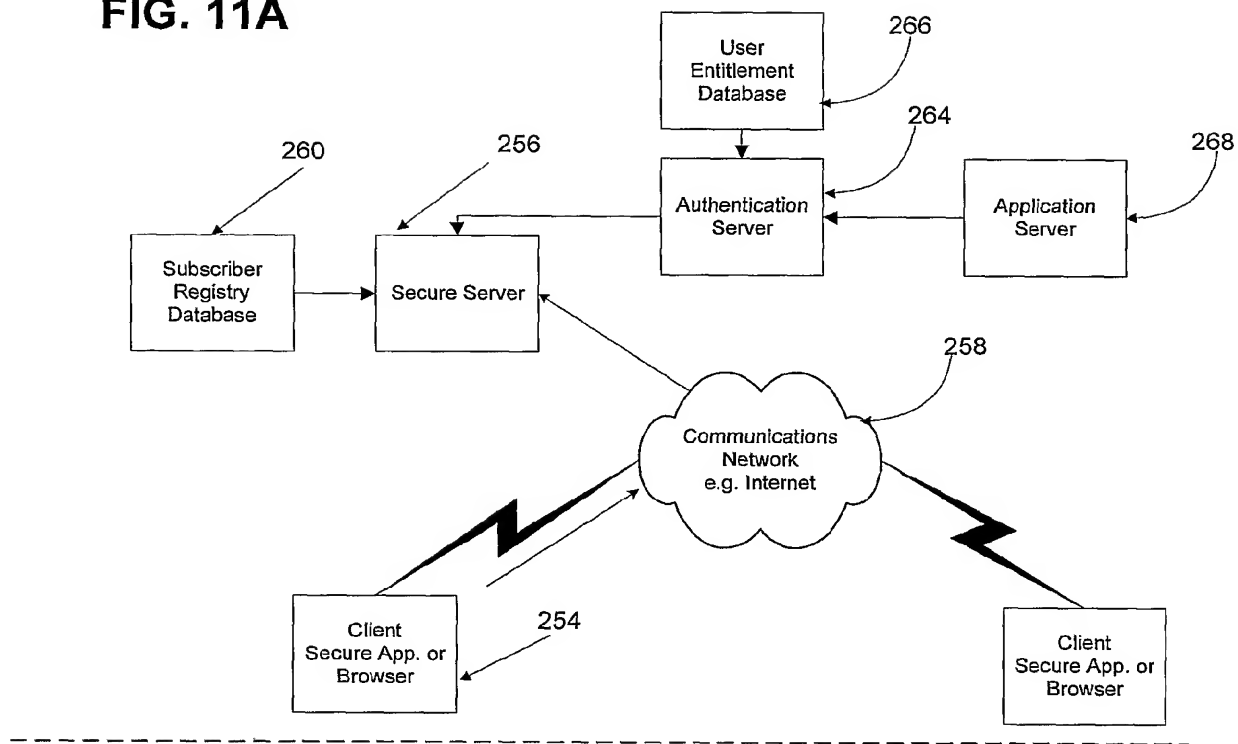 FIG. 11A
266
User
Entitlement
Database
264
268
260
256
Authentication
Server
Application
Server
Subscriber
Registry
Database
Secure Server
258
Communications
Network
e.g. Internet
254
Client
Secure App. or
Browser
Client
Secure App. or
Browser